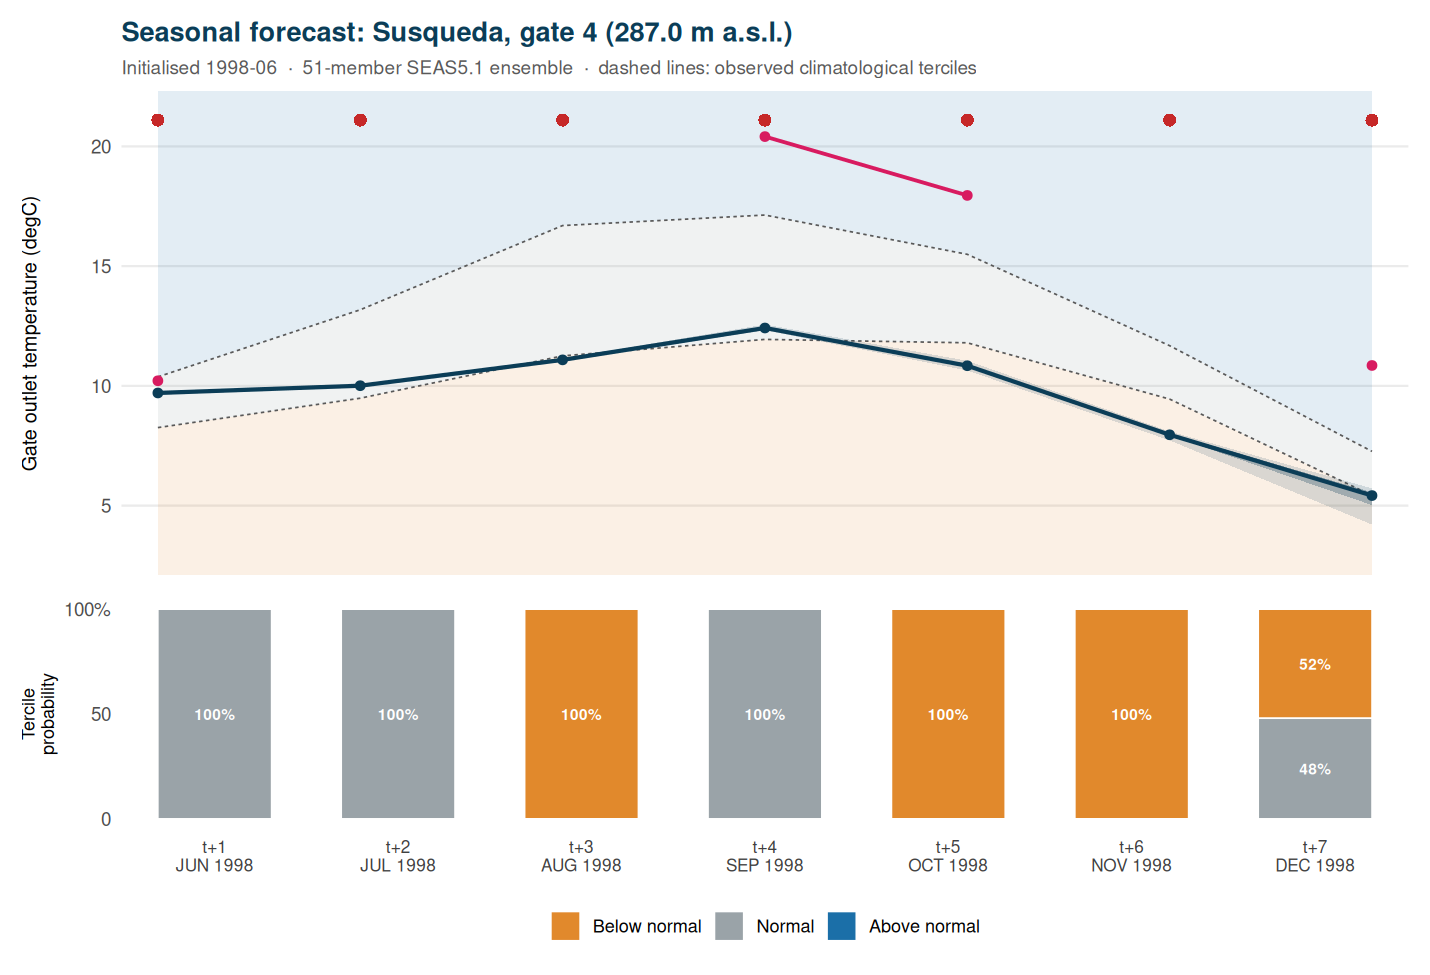 Seasonal forecast: Susqueda, gate 4 (287.0 m a.s.l.)
Initialised 1998-06 · 51-member SEAS5.1 ensemble · dashed lines: observed climatological terciles
Gate outlet temperature (degC)
20
15
10
5
Tercile
probability
100%
50
0
100%
100%
100%
100%
100%
100%
52%
48%
t+1
JUN 1998
t+2
JUL 1998
t+3
AUG 1998
t+4
SEP 1998
t+5
OCT 1998
t+6
NOV 1998
t+7
DEC 1998
Below normal
Normal
Above normal